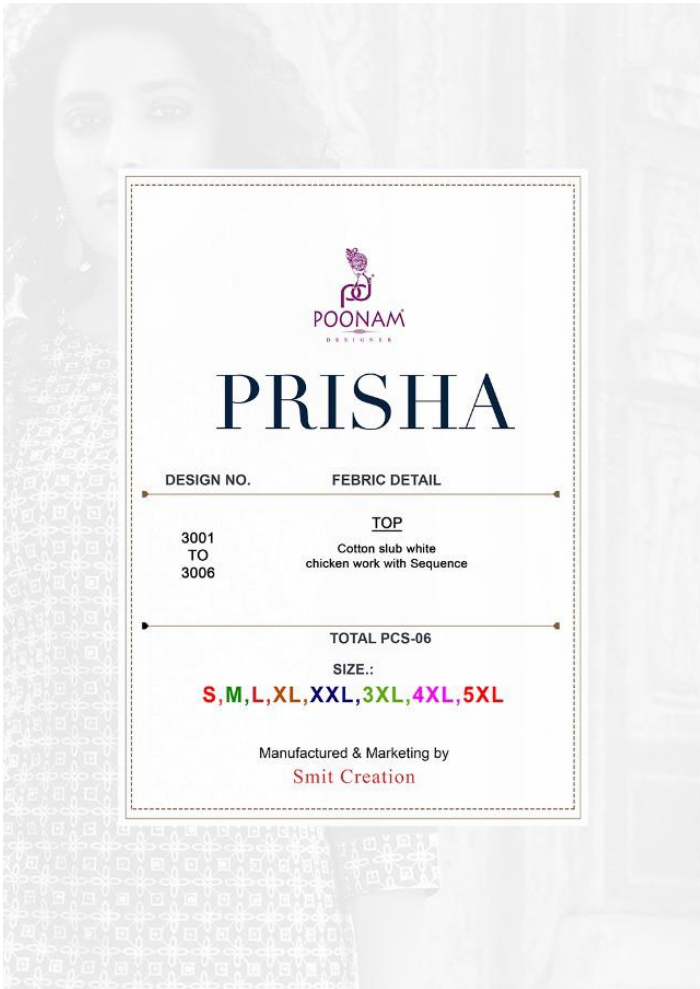 pd
POONAM
DESIGNER
PRISHA
DESIGN NO.
FEBRIC DETAIL
3001
TO
3006
TOP
Cotton slub white
chicken work with Sequence
TOTAL PCS-06
SIZE.:
S,M,L,XL,XXL,3XL,4XL,5XL
Manufactured & Marketing by
Smit Creation